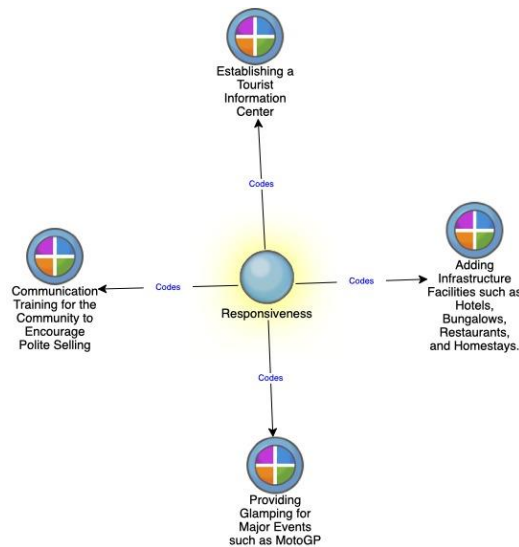 Establishing a
Tourist
Information
Center
Codes
Communication
Training for the
Community to
Encourage
Polite Selling
Codes
Responsiveness
Codes
Adding
Infrastructure
Facilities such as
Hotels,
Bungalows,
Restaurants,
and Homestays.
Codes
Providing
Glamping for
Major Events
such as MotoGP